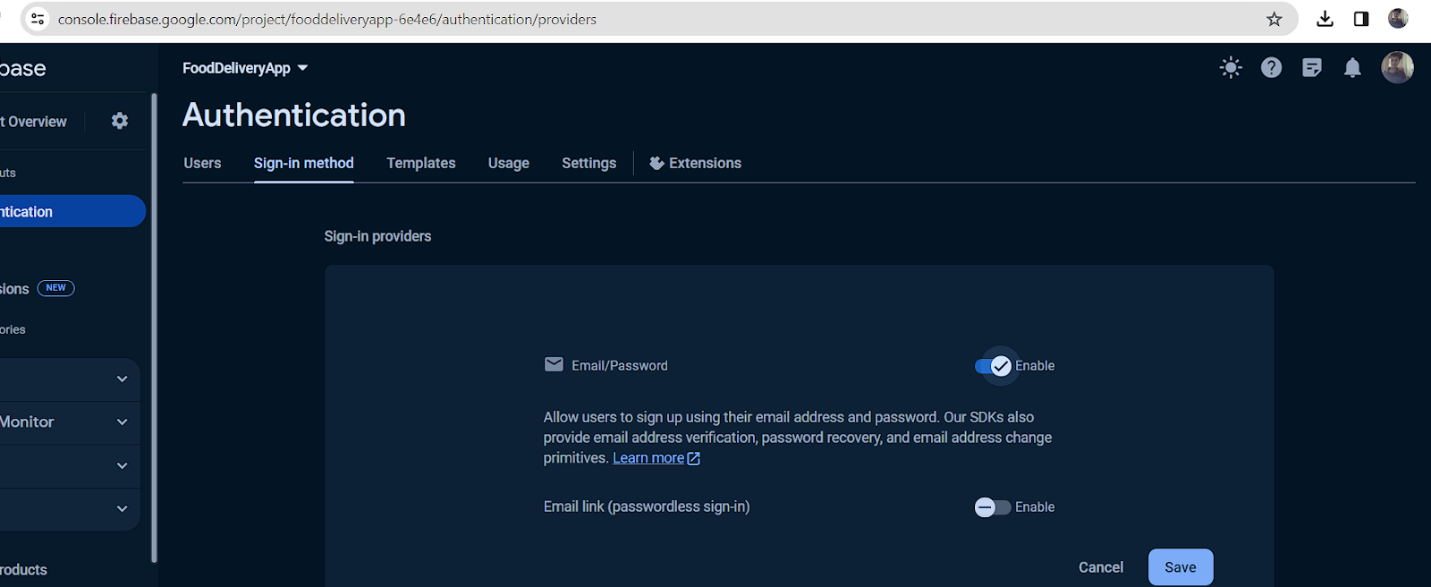 console.firebase.google.com/project/fooddeliveryapp-6e4e6/authentication/providers
base
FoodDeliveryApp
t Overview
Authentication
Users Sign-in method Templates Usage Settings Extensions
uts
ntication
Sign-in providers
sions NEW
ories
Email/Password Enable
Monitor
Allow users to sign up using their email address and password. Our SDKs also
provide email address verification, password recovery, and email address change
primitives. Learn more
Email link (passwordless sign-in) Enable
Cancel Save
roducts